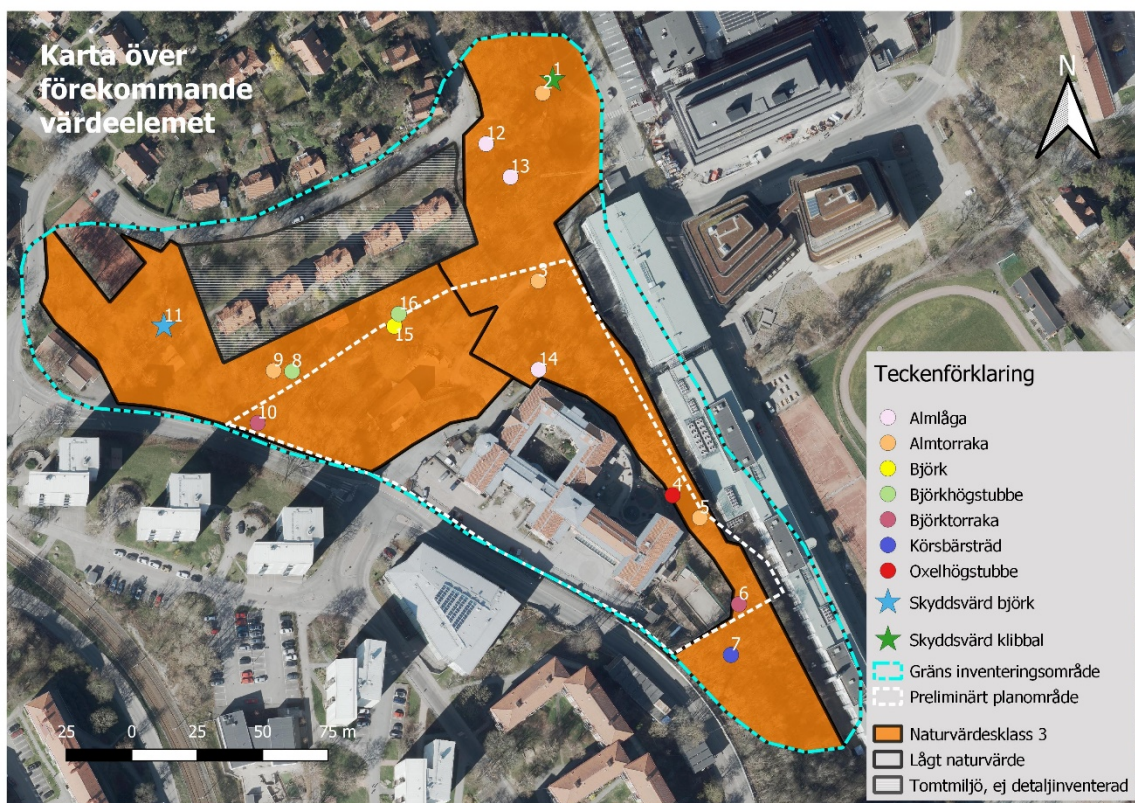 Karta över
förekommande
värdeelemet
N
1
2
12
13
3
11
16
15
9
8
14
10
4
5
6
7
Teckenförklaring
Almlåga
Almtorraka
Björk
Björkhögstubbe
Björktorraka
Körsbärsträd
Oxelhögstubbe
Skyddsvärd björk
Skyddsvärd klibbal
Gräns inventeringsområde
Preliminärt planområde
Naturvärdesklass 3
Lågt naturvärde
Tomtmiljö, ej detaljinventerad
25 0 25 50 75 m